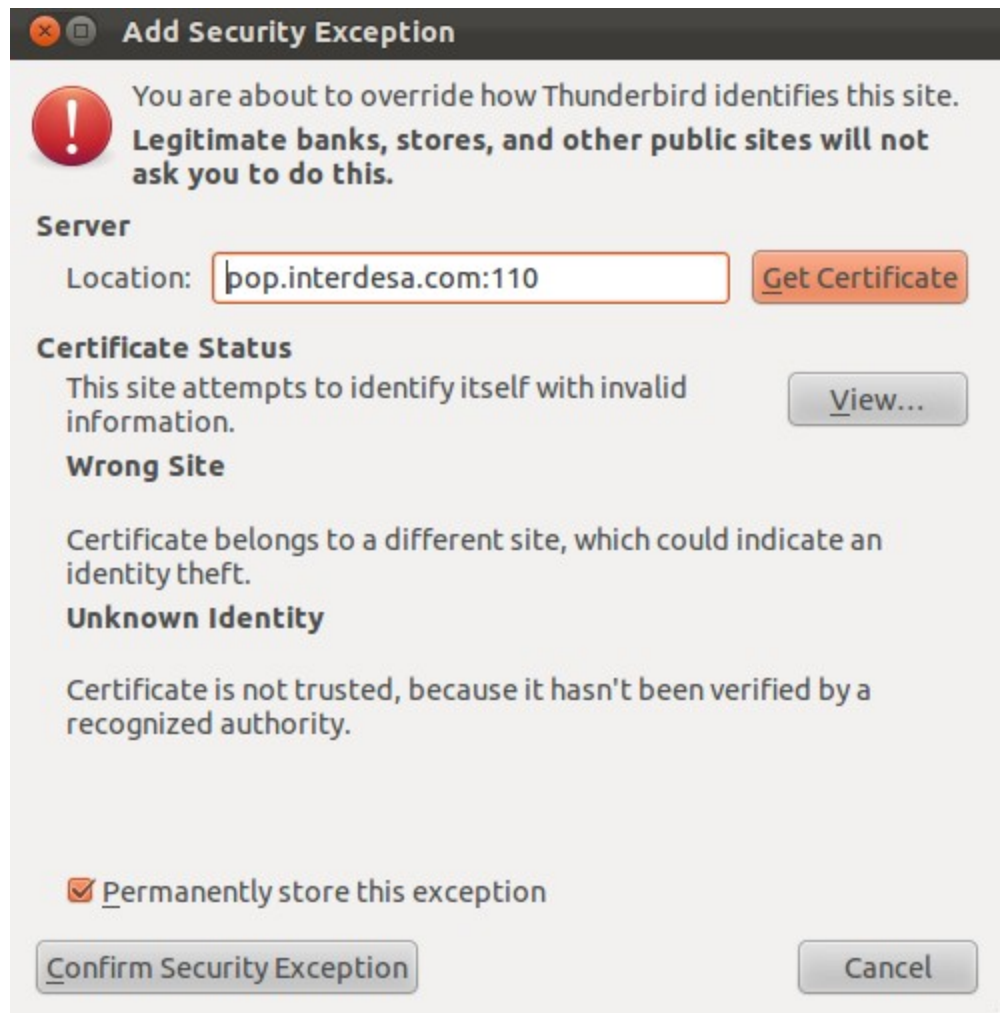 Add Security Exception
You are about to override how Thunderbird identifies this site.
Legitimate banks, stores, and other public sites will not
ask you to do this.
Server
Location: pop.interdesa.com:110 Get Certificate
Certificate Status
This site attempts to identify itself with invalid
information.
View...
Wrong Site
Certificate belongs to a different site, which could indicate an
identity theft.
Unknown Identity
Certificate is not trusted, because it hasn't been verified by a
recognized authority.
Permanently store this exception
Confirm Security Exception Cancel